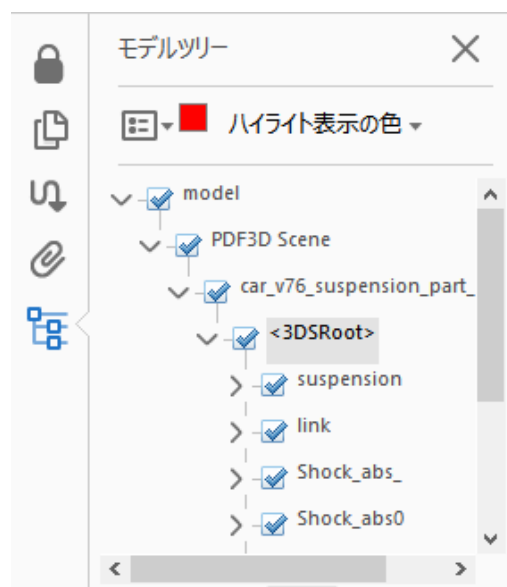 モデルツリー
ハイライト表示の色
model
PDF3D Scene
car_v76_suspension_part_
<3DSRoot>
suspension
link
Shock_abs_
Shock_abs0